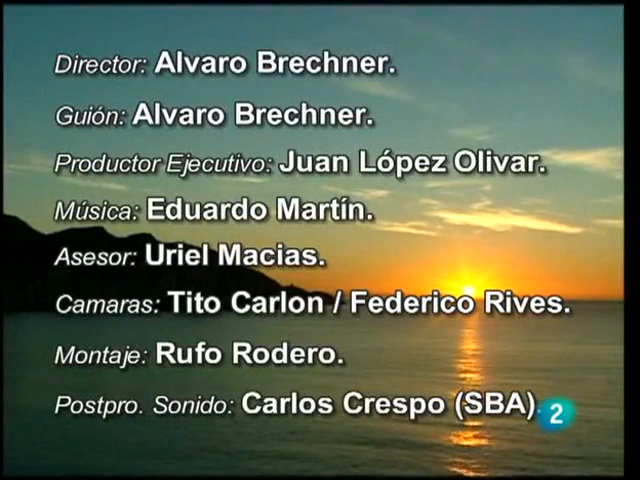 Director: Alvaro Brechner.
Guión: Alvaro Brechner.
Productor Ejecutivo: Juan López Olivar.
Música: Eduardo Martín.
Asesor: Uriel Macias.
Camaras: Tito Carlon / Federico Rives.
Montaje: Rufo Rodero.
Postpro. Sonido: Carlos Crespo (SBA).
2